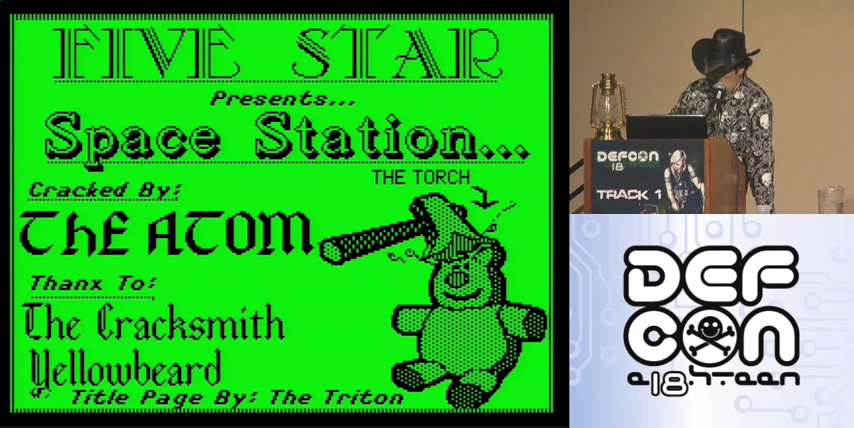 FIVE STAR
Presents...
Space Station...
THE TORCH
Cracked By:
ThE ATOM
Thanx To:
The Cracksmith
Yellowbeard
Title Page By: The Triton
DEFCON
18
TRACK 1
DEF
CON
e18hteen